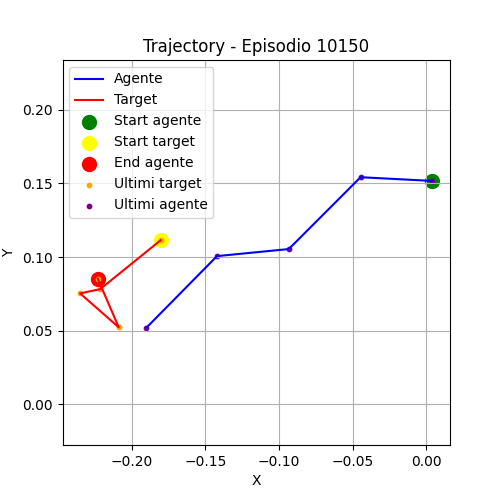 Trajectory - Episodio 10150
Agente
Target
Start agente
Start target
End agente
Ultimi target
Ultimi agente
Y
0.20
0.15
0.10
0.05
0.00
−0.20
−0.15
−0.10
−0.05
0.00
X